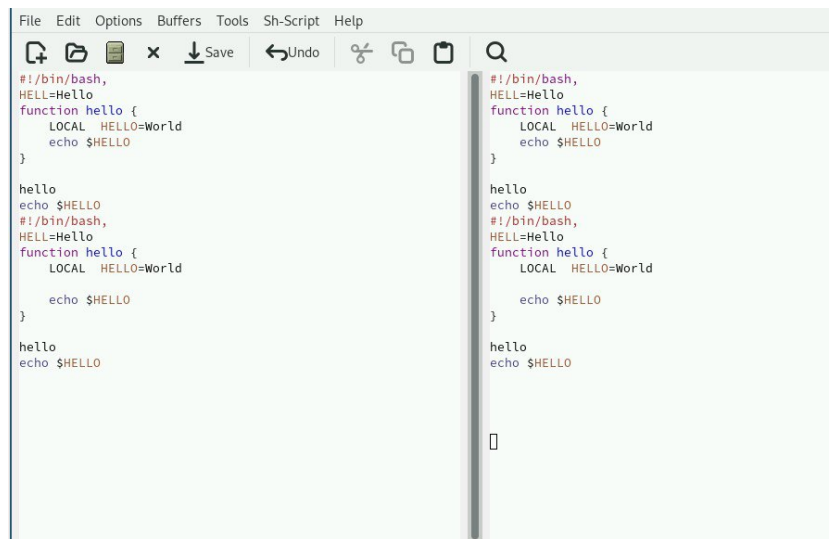 File Edit Options Buffers Tools Sh-Script Help
Save Undo
#!/bin/bash,
HELL=Hello
function hello {
    LOCAL  HELLO=World
    echo $HELLO
}

hello
echo $HELLO
#!/bin/bash,
HELL=Hello
function hello {
    LOCAL  HELLO=World

    echo $HELLO
}

hello
echo $HELLO
#!/bin/bash,
HELL=Hello
function hello {
    LOCAL  HELLO=World
    echo $HELLO
}

hello
echo $HELLO
#!/bin/bash,
HELL=Hello
function hello {
    LOCAL  HELLO=World

    echo $HELLO
}

hello
echo $HELLO